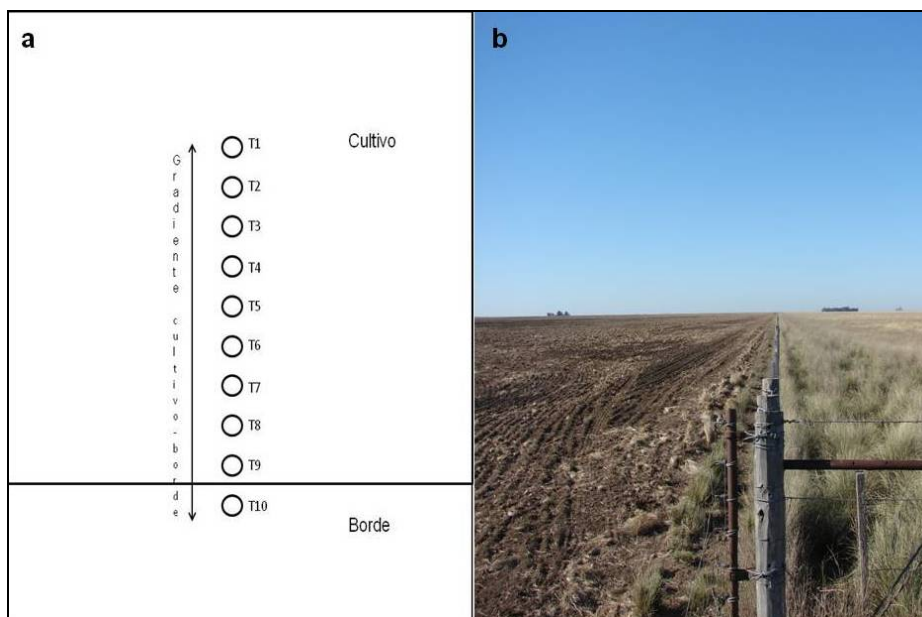 a
Cultivo
T1
T2
T3
T4
T5
T6
T7
T8
T9
T10
Gradiente cultivo-borde
Borde
b